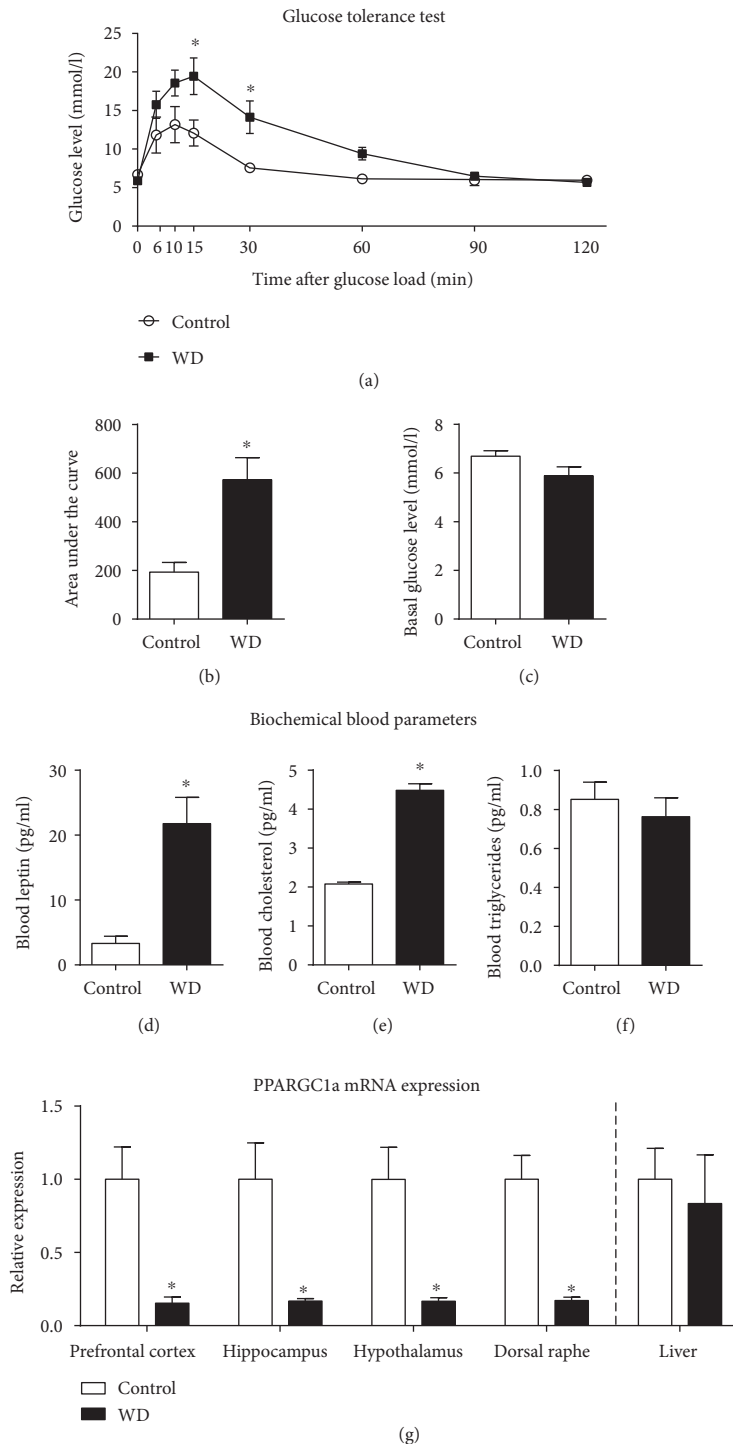 Glucose tolerance test
Glucose level (mmol/l)
25
20
15
10
5
0
* *
0 6 10 15 30 60 90 120
Time after glucose load (min)
Control
WD
(a)
Area under the curve
800
600
400
200
0
*
Control WD
(b)
Basal glucose level (mmol/l)
8
6
4
2
0
Control WD
(c)
Biochemical blood parameters
Blood leptin (pg/ml)
30
20
10
0
*
Control WD
(d)
Blood cholesterol (pg/ml)
5
4
3
2
1
0
*
Control WD
(e)
Blood triglycerides (pg/ml)
1.0
0.8
0.6
0.4
0.2
0.0
Control WD
(f)
PPARGC1a mRNA expression
Relative expression
1.5
1.0
0.5
0.0
* * * *
Prefrontal cortex Hippocampus Hypothalamus Dorsal raphe Liver
Control
WD
(g)